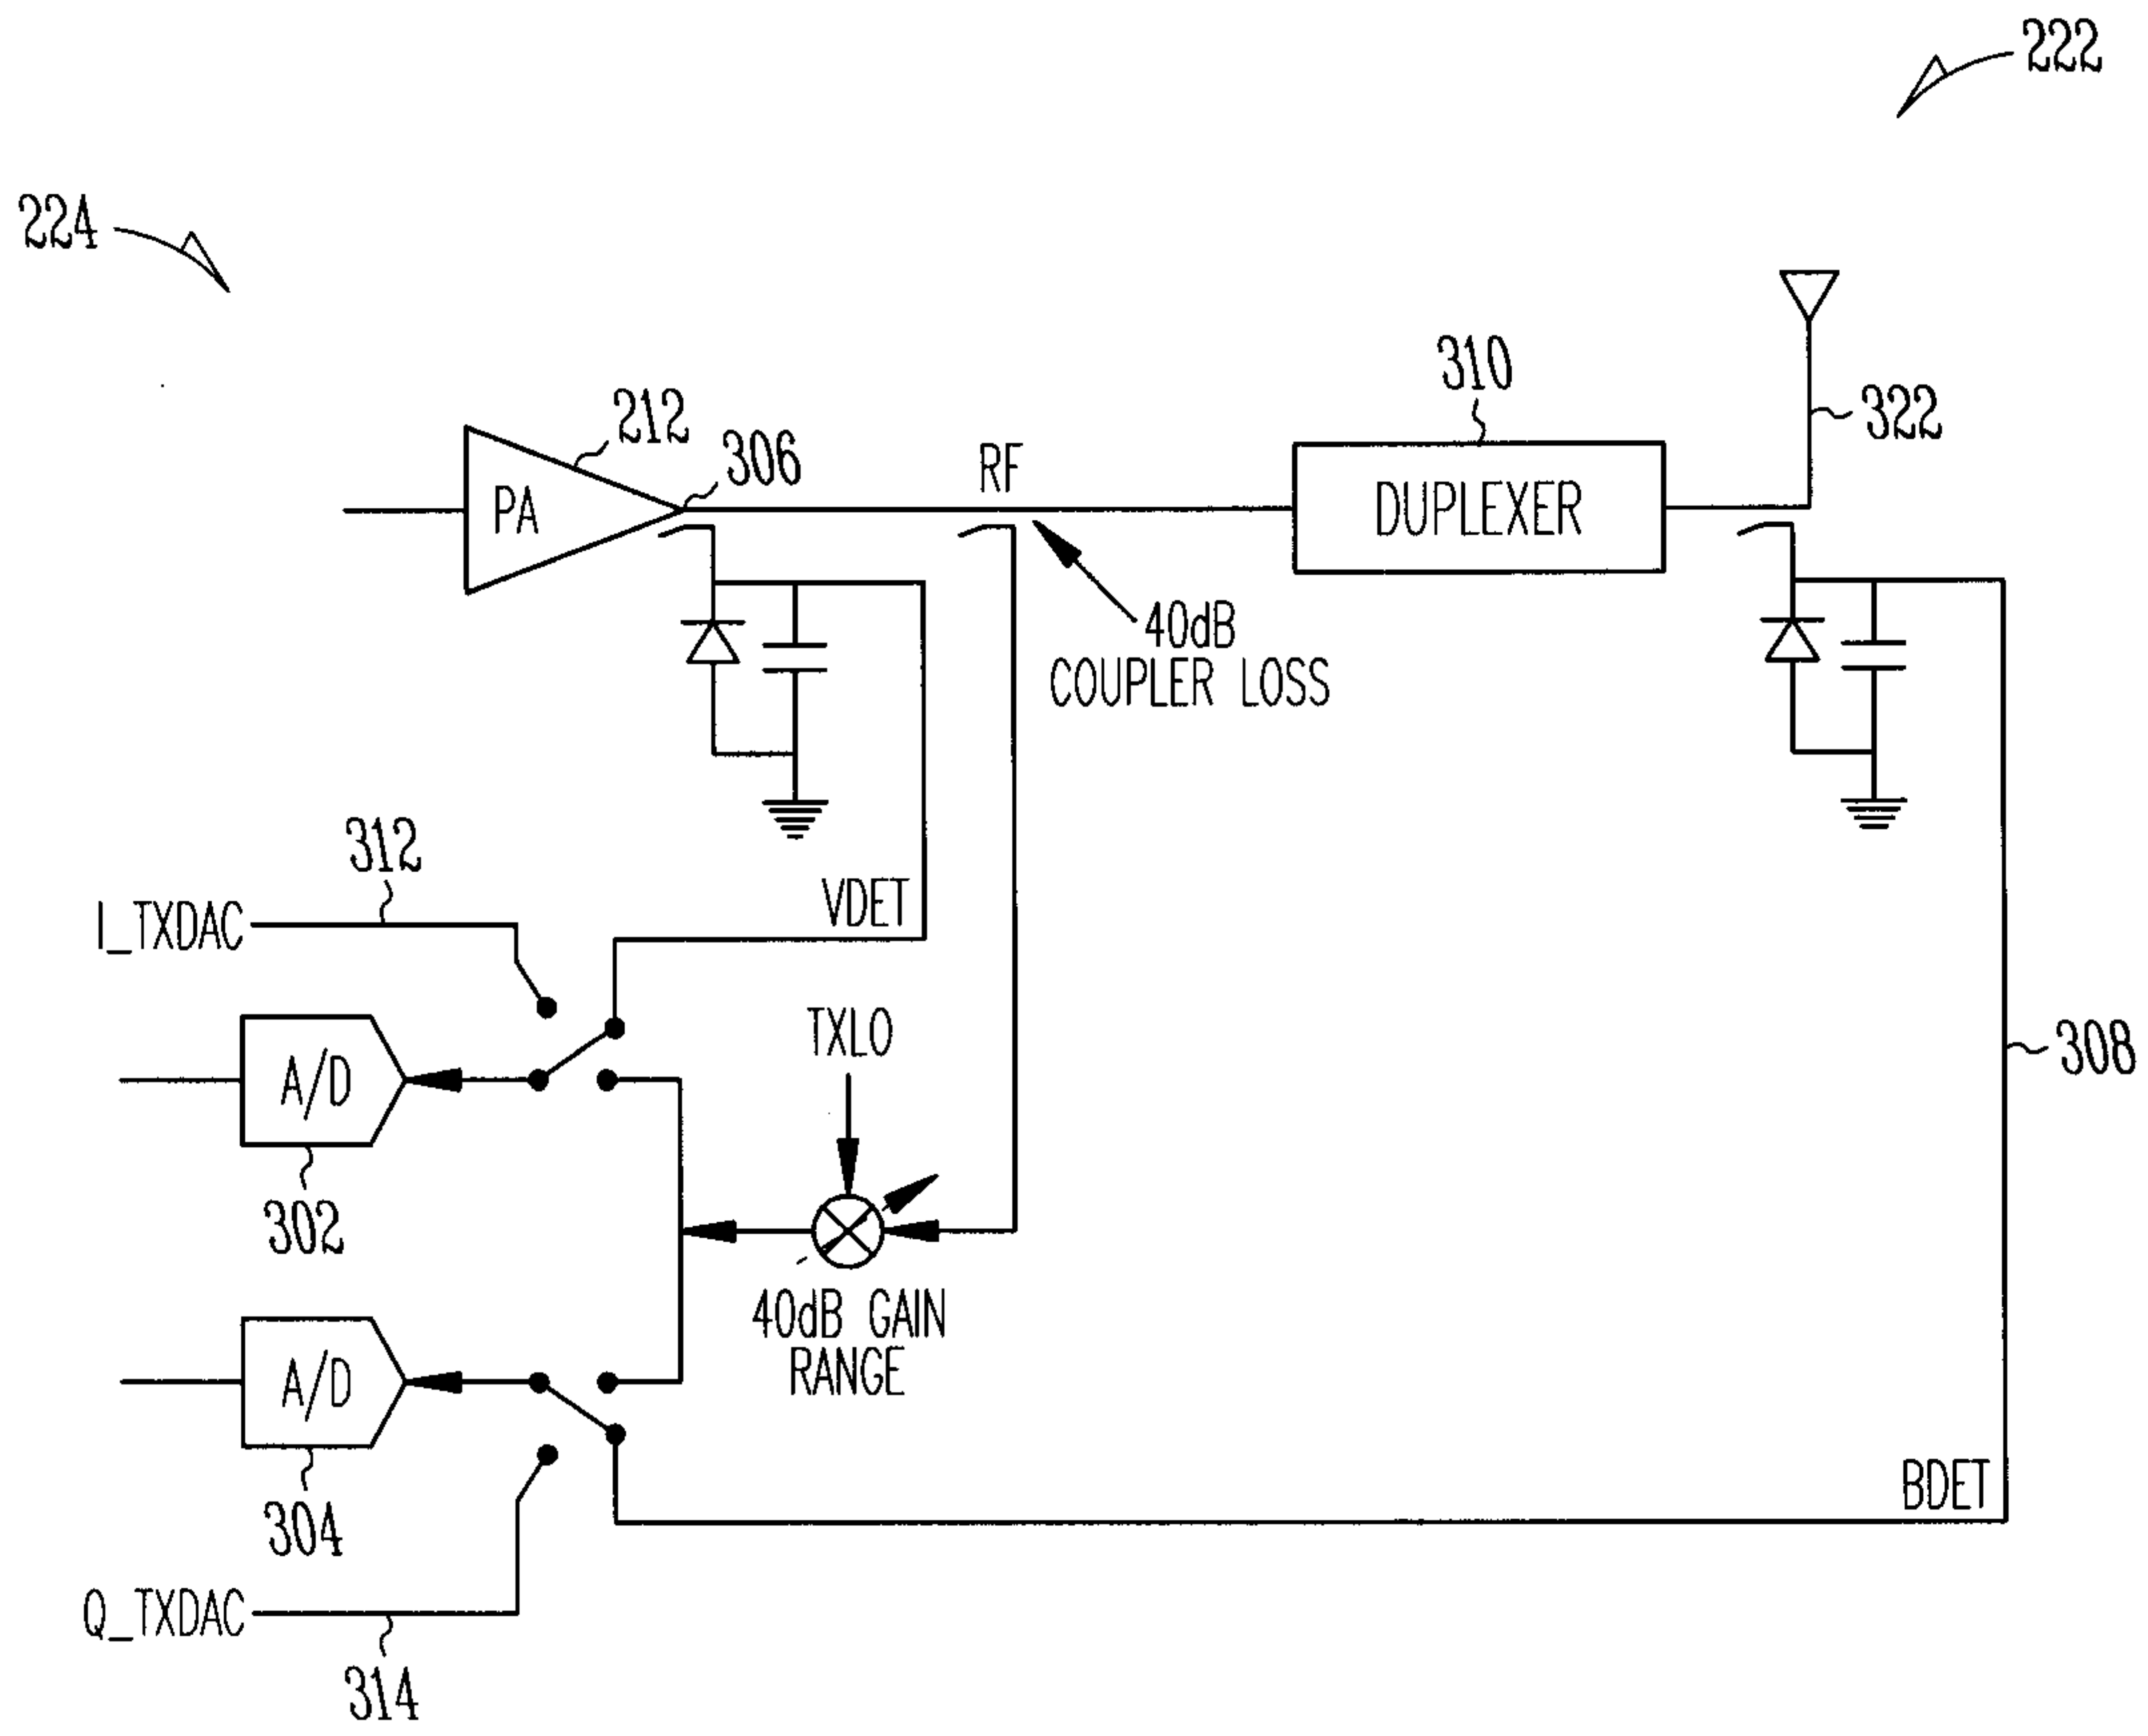 222
224
310
322
212
306
RF
PA
DUPLEXER
40dB
COUPLER LOSS
312
VDET
I_TXDAC
TXLO
308
A/D
302
40dB GAIN
RANGE
A/D
BDET
304
Q_TXDAC
314